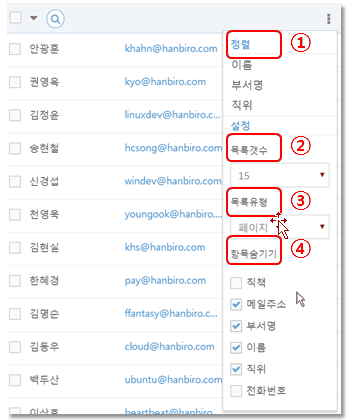 정렬 ①
안광훈 khahn@hanbiro.com 이름
권영욱 kyo@hanbiro.com 부서명
김정윤 linuxdev@hanbiro.c... 직위
설정
송현철 hcsong@hanbiro.com 목록갯수 ②
신경섭 windev@hanbiro.com 15
목록유형 ③
천영욱 youngook@hanbiro.... 페이지
김현실 khs@hanbiro.com 항목숨기기 ④
한혜경 pay@hanbiro.com 직책
김명순 ffantasy@hanbiro.c... 메일주소
부서명
김동우 cloud@hanbiro.com 이름
백두산 ubuntu@hanbiro.com 직위
이상호 heartbeat@hanbiro... 전화번호